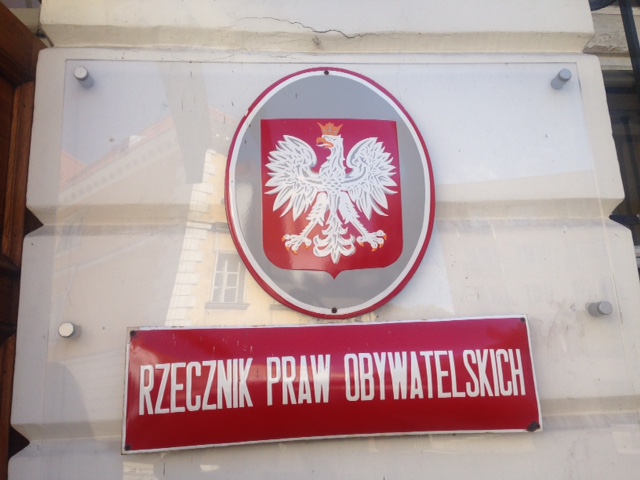 RZECZNIK PRAW OBYWATELSKICH